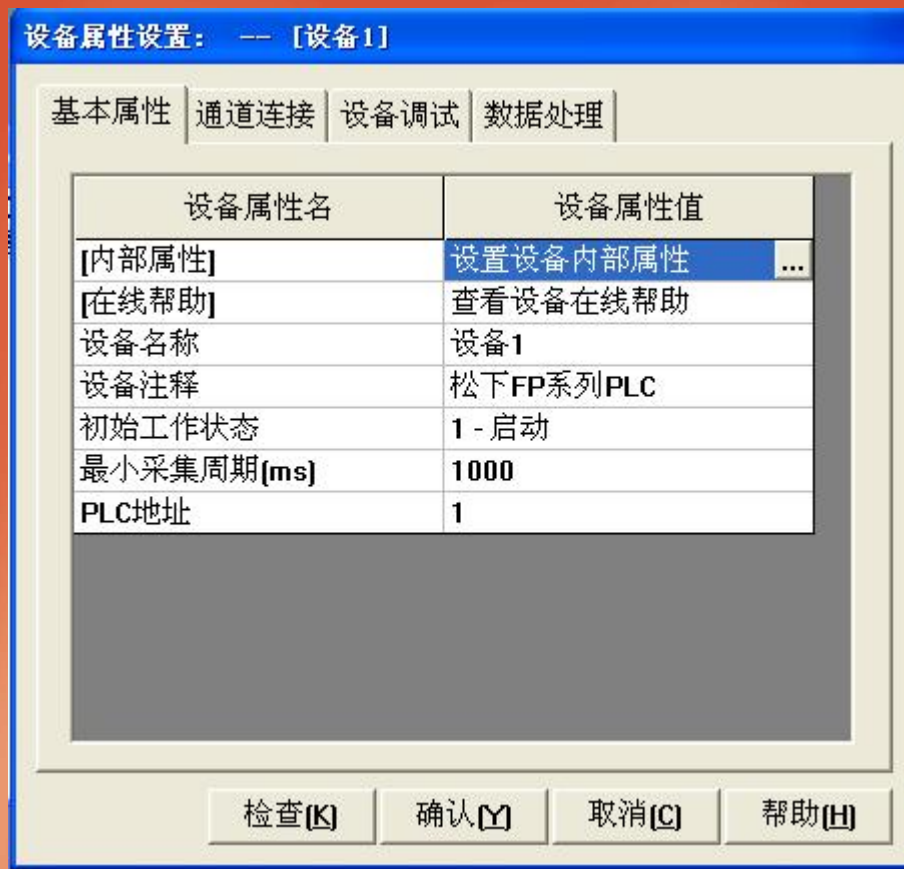 设备属性设置： -- [设备1]
基本属性 通道连接 设备调试 数据处理
设备属性名 设备属性值
[内部属性] 设置设备内部属性 ...
[在线帮助] 查看设备在线帮助
设备名称 设备1
设备注释 松下FP系列PLC
初始工作状态 1 - 启动
最小采集周期(ms) 1000
PLC地址 1
检查(K) 确认(Y) 取消(C) 帮助(H)